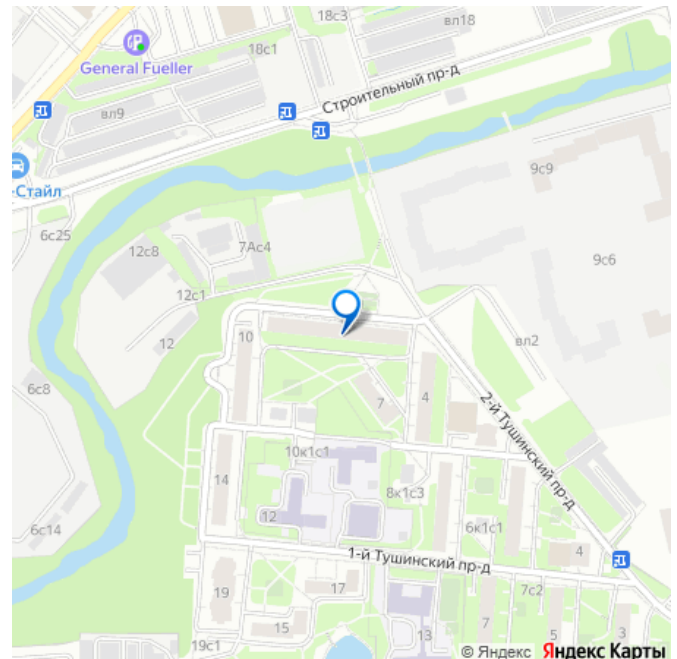 18с3
вл18
18с1
General Fueller
Строительный пр-д
вл9
-Стайл
9с9
6с25
7Ас4
12с8
9с6
12с1
12
10
вл2
6с8
7
4
2-й Тушинский пр-д
10к1с1
14
8к1с3
12
6к1с1
6с14
4
1-й Тушинский пр-д
19
17
7с2
15
13
7
5
3
19с1
© Яндекс Яндекс Карты